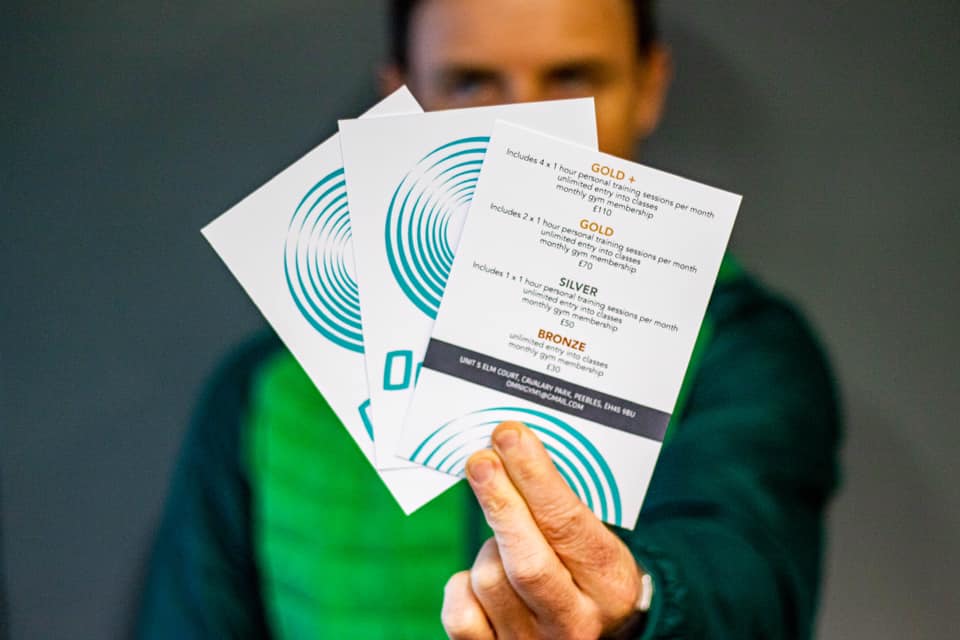 GOLD +
Includes 4 x 1 hour personal training sessions per month
unlimited entry into classes
monthly gym membership
£110
GOLD
Includes 2 x 1 hour personal training sessions per month
unlimited entry into classes
monthly gym membership
£70
SILVER
Includes 1 x 1 hour personal training sessions per month
unlimited entry into classes
monthly gym membership
£50
BRONZE
unlimited entry into classes
monthly gym membership
£30
UNIT 5 ELM COURT, CAVALARY PARK, PEEBLES, EH45 9BU
OMNIGYM1@GMAIL.COM